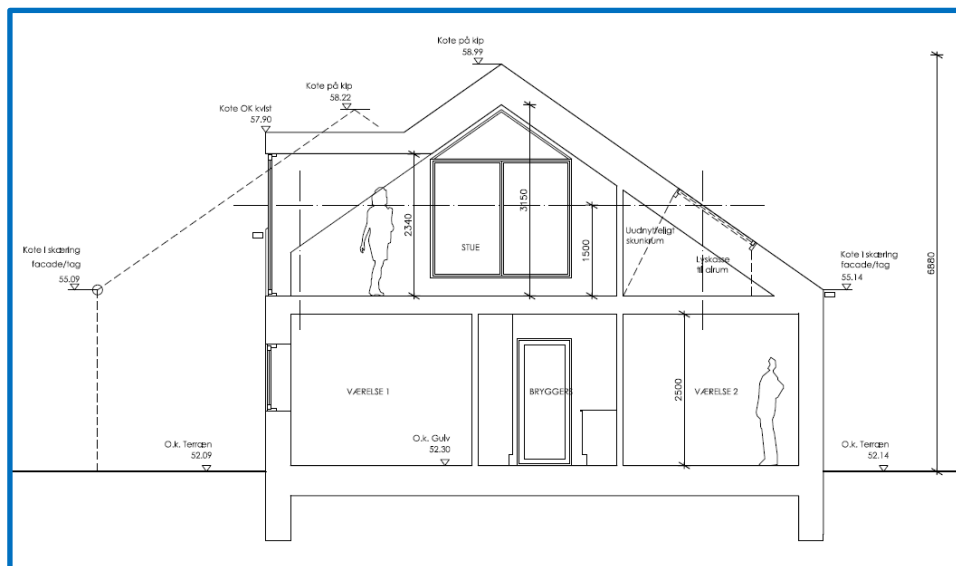 Kote på kip
58.99
Kote på kip
58.22
Kote OK kvist
57.90
3150
2340
STUE
1500
Uudnytteligt
skunkrum
Lyskasse
til alrum
Kote i skæring
facade/tag
55.09
Kote i skæring
facade/tag
55.14
6880
VÆRELSE 1
BRYGGERS
2500
VÆRELSE 2
O.k. Terræn
52.09
O.k. Gulv
52.30
O.k. Terræn
52.14